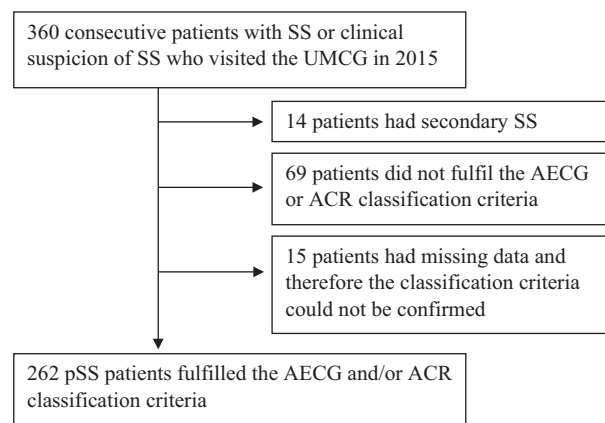 360 consecutive patients with SS or clinical
suspicion of SS who visited the UMCG in 2015
14 patients had secondary SS
69 patients did not fulfil the AECG
or ACR classification criteria
15 patients had missing data and
therefore the classification criteria
could not be confirmed
262 pSS patients fulfilled the AECG and/or ACR
classification criteria